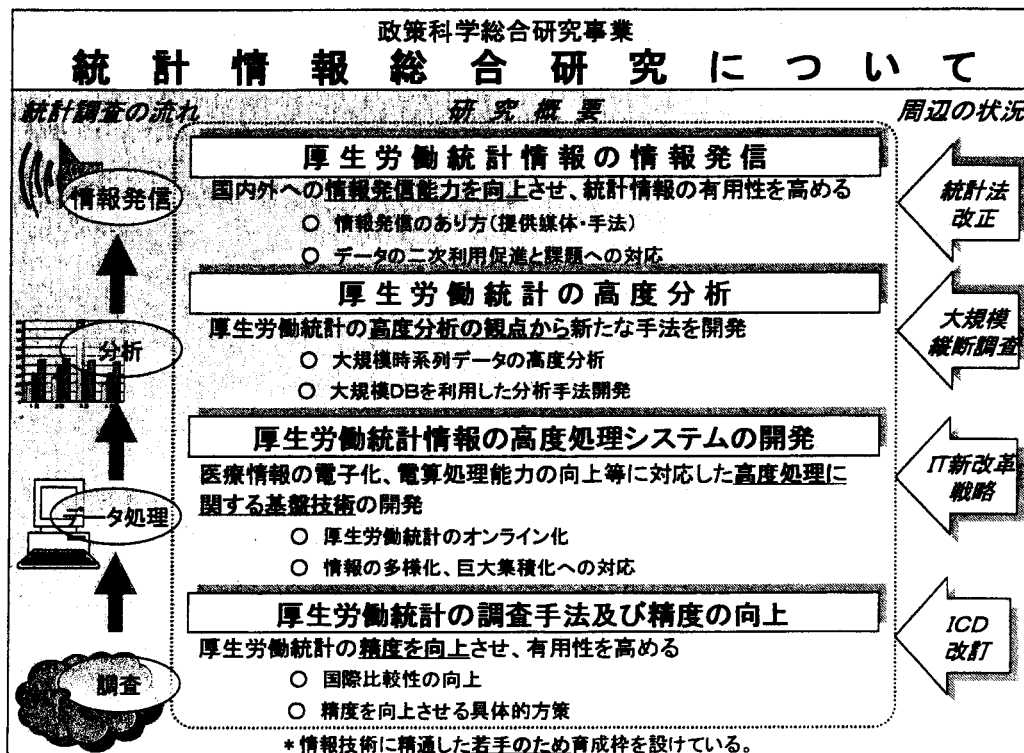 政策科学総合研究事業
統計情報総合研究について
統計調査の流れ
研究概要
周辺の状況
情報発信
分析
データ処理
調査
厚生労働統計情報の情報発信
国内外への情報発信能力を向上させ、統計情報の有用性を高める
○ 情報発信のあり方(提供媒体・手法)
○ データの二次利用促進と課題への対応
厚生労働統計の高度分析
厚生労働統計の高度分析の観点から新たな手法を開発
○ 大規模時系列データの高度分析
○ 大規模DBを利用した分析手法開発
厚生労働統計情報の高度処理システムの開発
医療情報の電子化、電算処理能力の向上等に対応した高度処理に
関する基盤技術の開発
○ 厚生労働統計のオンライン化
○ 情報の多様化、巨大集積化への対応
厚生労働統計の調査手法及び精度の向上
厚生労働統計の精度を向上させ、有用性を高める
○ 国際比較性の向上
○ 精度を向上させる具体的方策
*情報技術に精通した若手のため育成枠を設けている。
統計法
改正
大規模
縦断調査
IT新改革
戦略
ICD
改訂